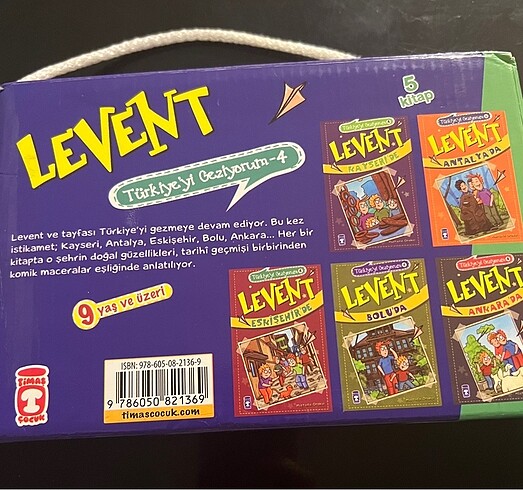 LEVENT
Türkiye'yi Geziyorum-4
5
kitap
Levent ve tayfası Türkiye'yi gezmeye devam ediyor. Bu kez
istikamet; Kayseri, Antalya, Eskişehir, Bolu, Ankara... Her bir
kitapta o şehrin doğal güzellikleri, tarihî geçmişi birbirinden
komik maceralar eşliğinde anlatılıyor.
9 yaş ve üzeri
Türkiye'yi Geziyorum
LEVENT
KAYSERİ'DE
Türkiye'yi Geziyorum
LEVENT
ANTALYA'DA
Türkiye'yi Geziyorum
LEVENT
ESKİŞEHİR'DE
Türkiye'yi Geziyorum
LEVENT
BOLU'DA
Türkiye'yi Geziyorum
LEVENT
ANKARA'DA
TİMAŞ
ÇOCUK
ISBN: 978-605-08-2136-9
9 786050 821369
timascocuk.com